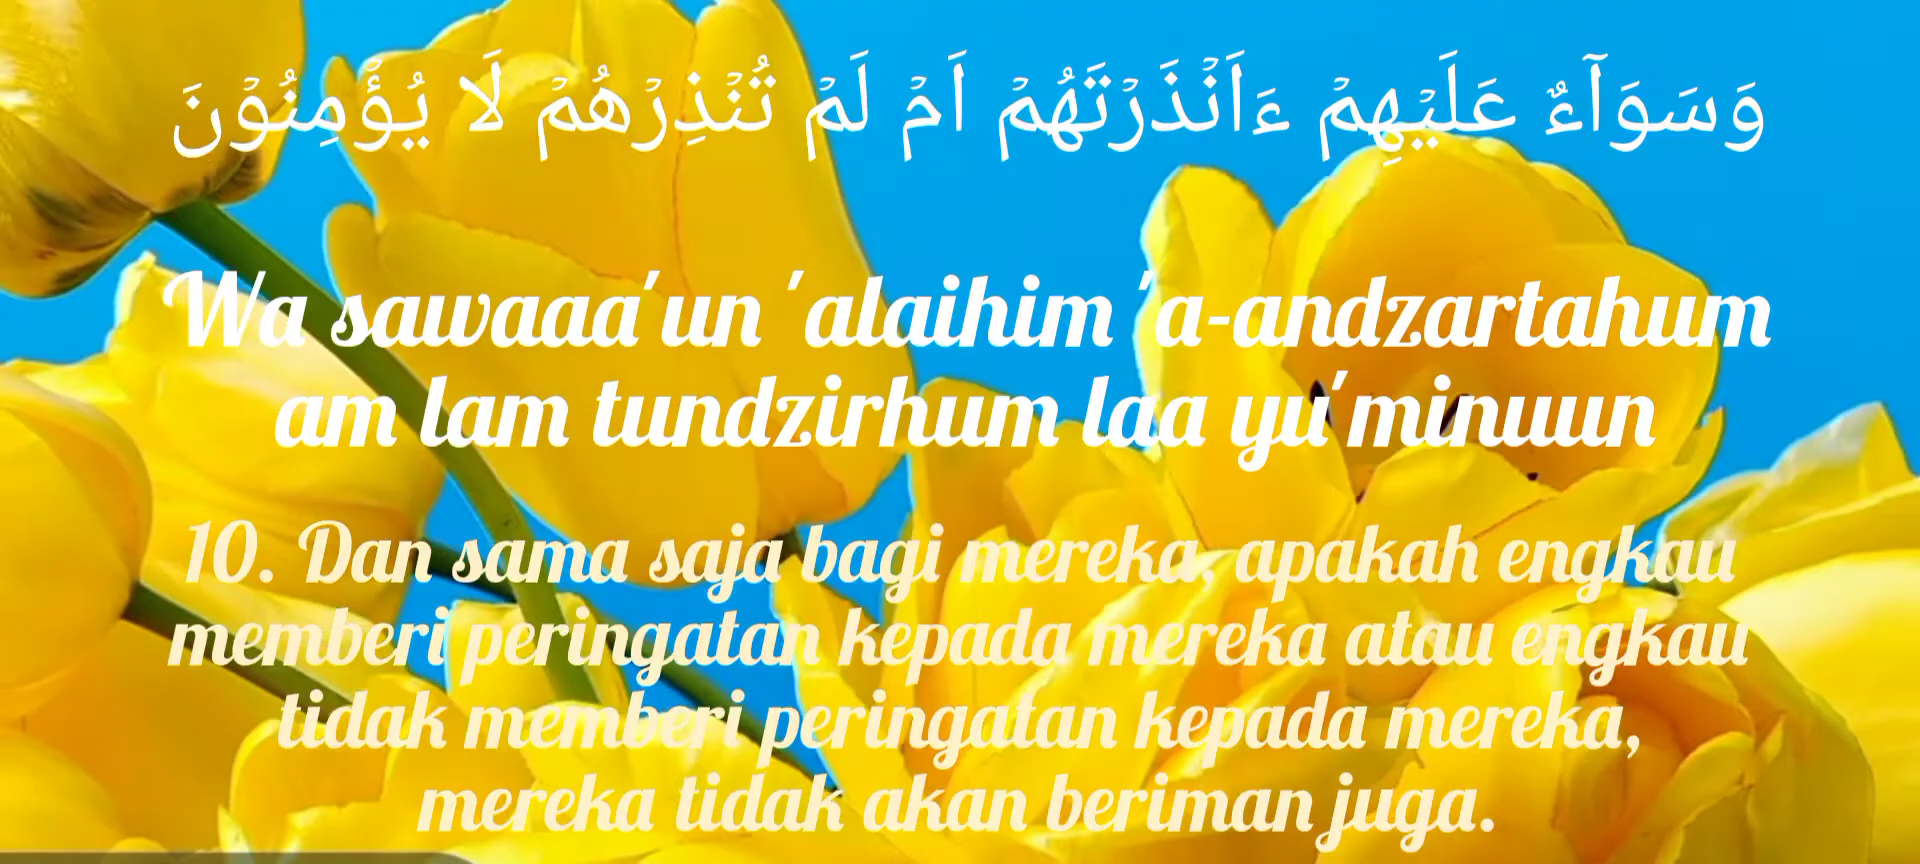 وَسَوَآءٌ عَلَيْهِمْ ءَاَنْذَرْتَهُمْ اَمْ لَمْ تُنْذِرْهُمْ لَا يُؤْمِنُوْنَ
Wa sawaaa'un 'alaihim 'a-andzartahum
am lam tundzirhum laa yu'minuun
10. Dan sama saja bagi mereka, apakah engkau
memberi peringatan kepada mereka atau engkau
tidak memberi peringatan kepada mereka,
mereka tidak akan beriman juga.